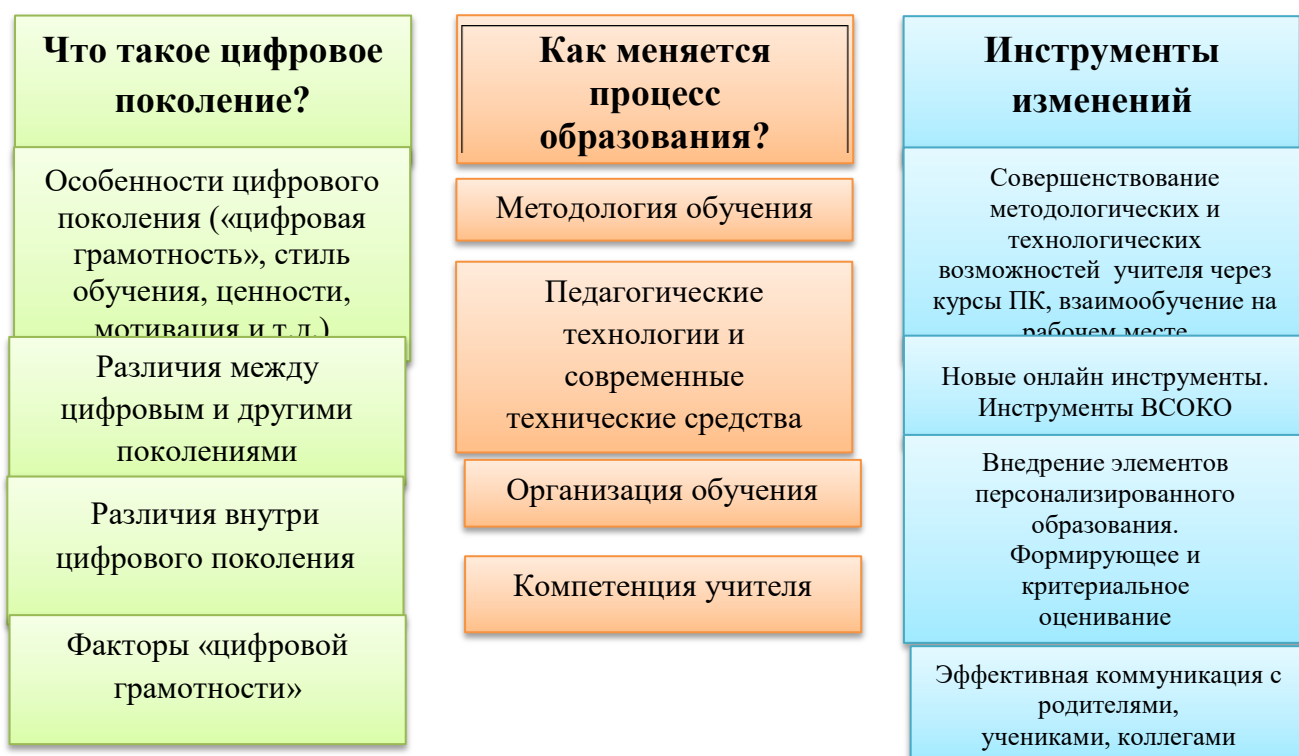 Что такое цифровое
поколение?
Особенности цифрового
поколения («цифровая
грамотность», стиль
обучения, ценности,
мотивация и т.д.)
Различия между
цифровым и другими
поколениями
Различия внутри
цифрового поколения
Факторы «цифровой
грамотности»
Как меняется
процесс
образования?
Методология обучения
Педагогические
технологии и
современные
технические средства
Организация обучения
Компетенция учителя
Инструменты
изменений
Совершенствование
методологических и
технологических
возможностей учителя через
курсы ПК, взаимообучение на
рабочем месте
Новые онлайн инструменты.
Инструменты ВСОКО
Внедрение элементов
персонализированного
образования.
Формирующее и
критериальное
оценивание
Эффективная коммуникация с
родителями,
учениками, коллегами